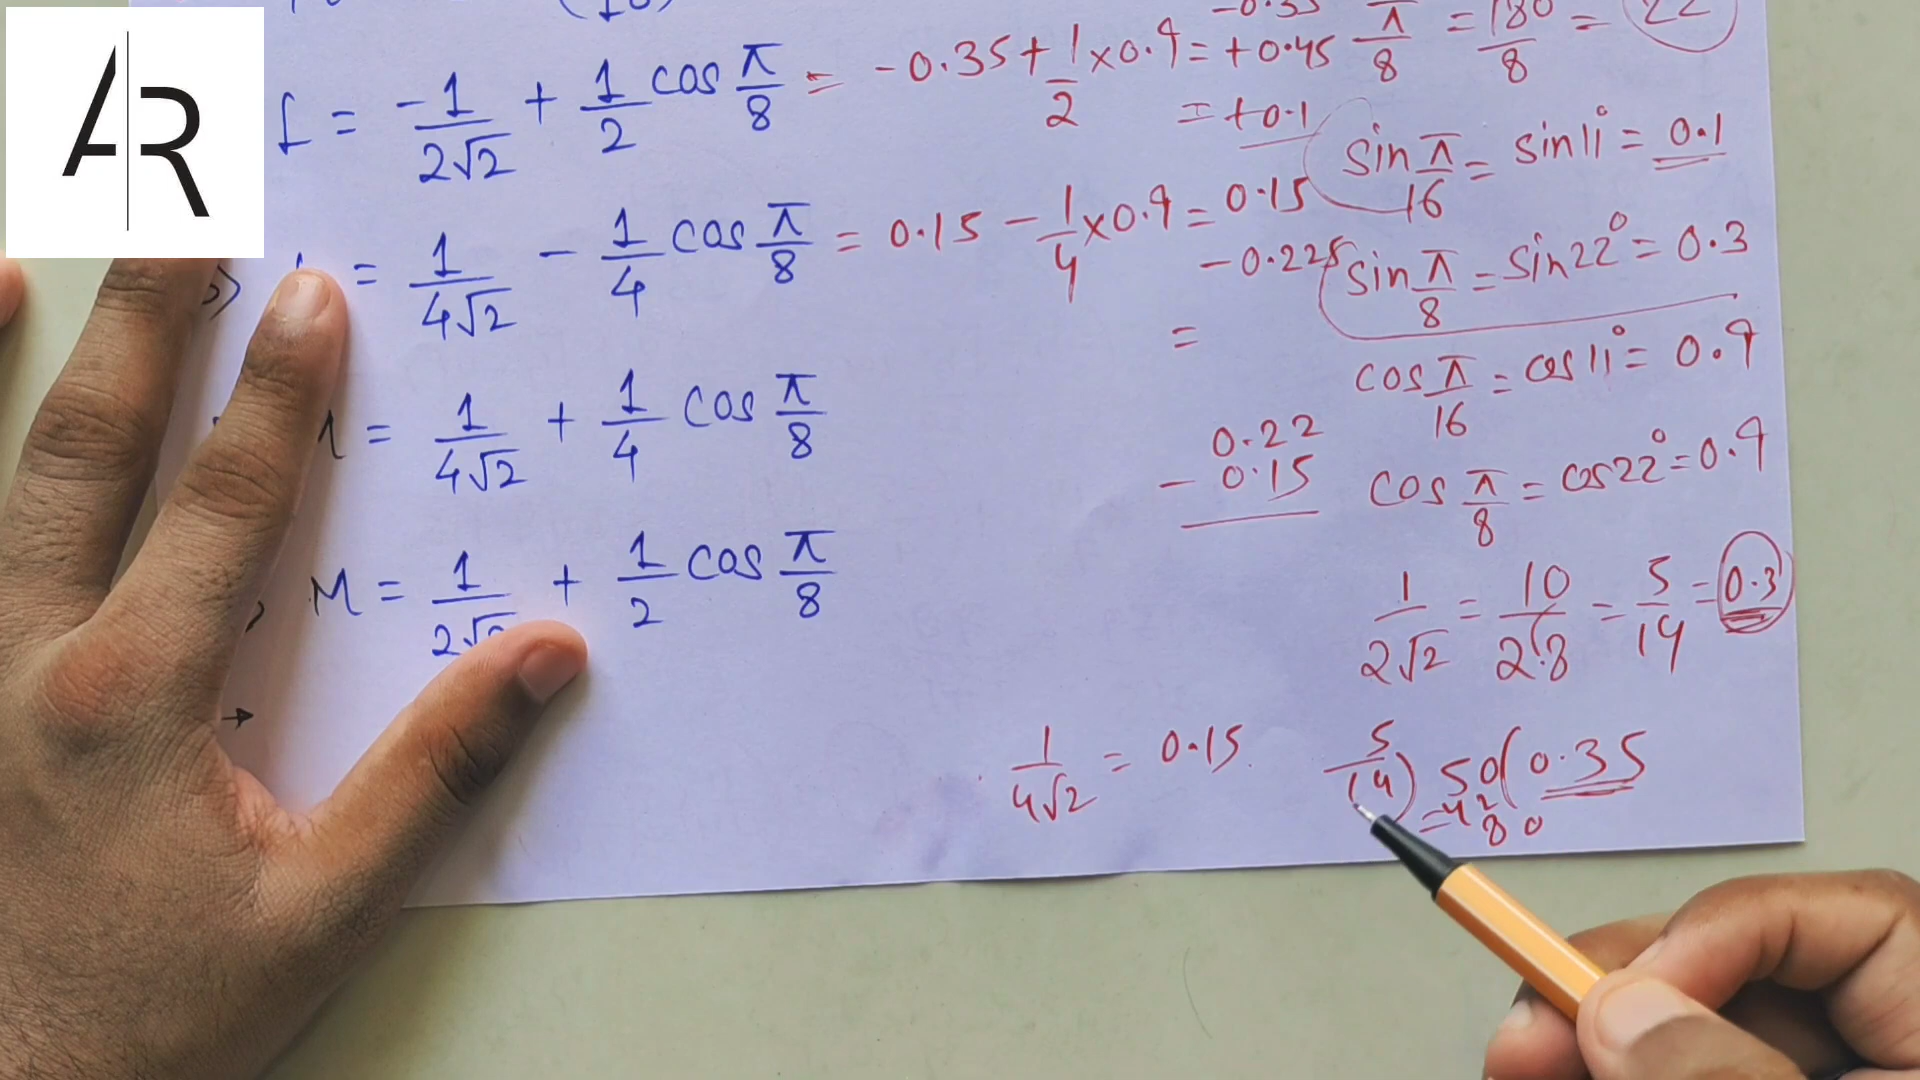 AR
L = -1/2√2 + 1/2 cos π/8 = -0.35 + 1/2 × 0.9 = +0.45
= +0.1
π/8 = 180/8 = 22
sin π/16 = sin 11° = 0.1
= 1/4√2 - 1/4 cos π/8 = 0.15 - 1/4 × 0.9 = 0.15
- 0.225
=
sin π/8 = sin 22° = 0.3
cos π/16 = cos 11° = 0.9
= 1/4√2 + 1/4 cos π/8
0.22
- 0.15
cos π/8 = cos 22° = 0.9
M = 1/2√2 + 1/2 cos π/8
1/2√2 = 10/28 = 5/14 = 0.3
→
1/4√2 = 0.15
5/14) 50 (0.35
= 42
80